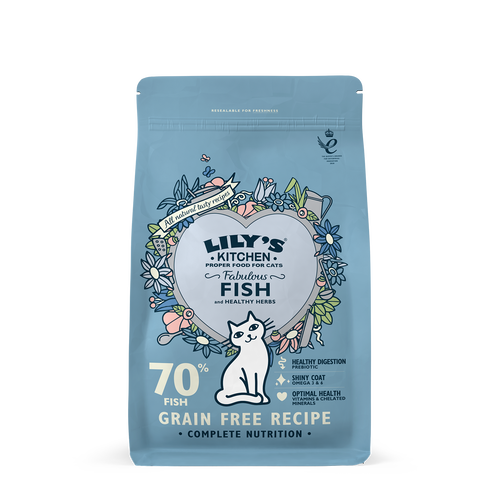 RESEALABLE FOR FRESHNESS
All natural tasty recipes
LILY'S
• KITCHEN •
PROPER FOOD FOR CATS
Fabulous
FISH
and HEALTHY HERBS
70%
FISH
HEALTHY DIGESTION
PREBIOTIC
SHINY COAT
OMEGA 3 & 6
OPTIMAL HEALTH
VITAMINS & CHELATED
MINERALS
GRAIN FREE RECIPE
• COMPLETE NUTRITION •